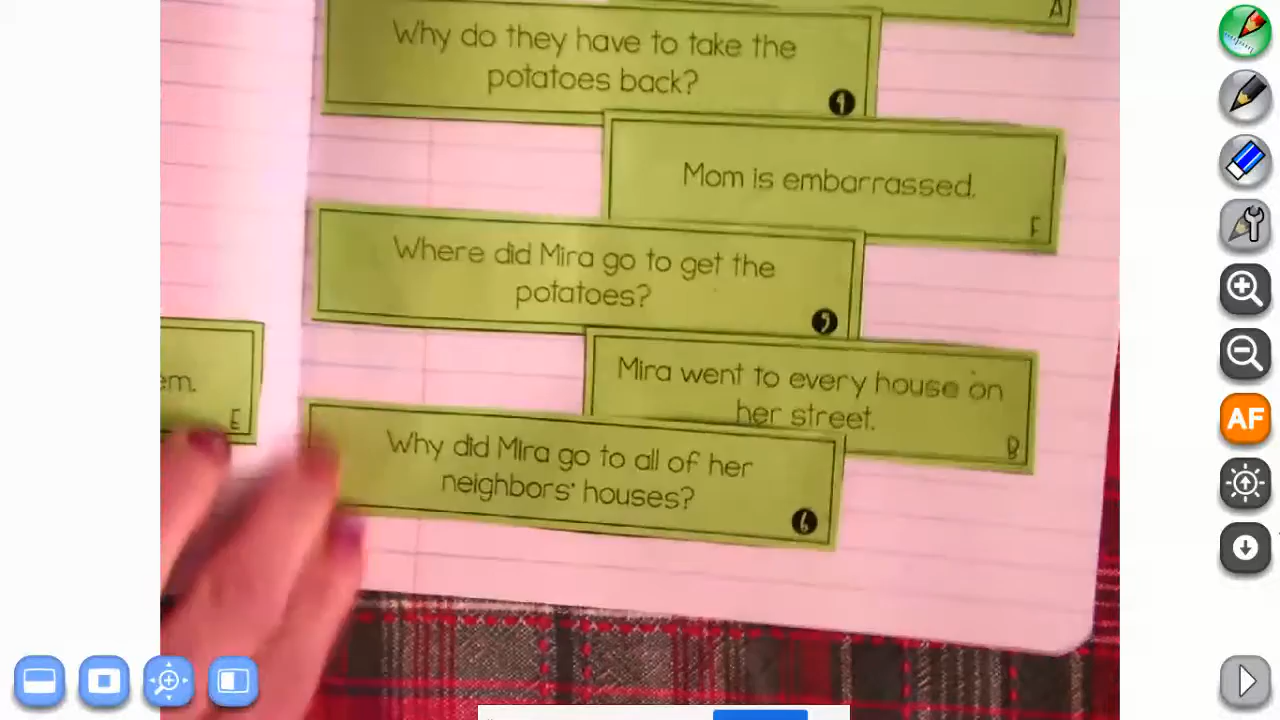 A
Why do they have to take the
potatoes back?
Mom is embarrassed.
F
Where did Mira go to get the
potatoes?
Mira went to every house on
her street.
B
em.
E
Why did Mira go to all of her
neighbors' houses?
6
AF